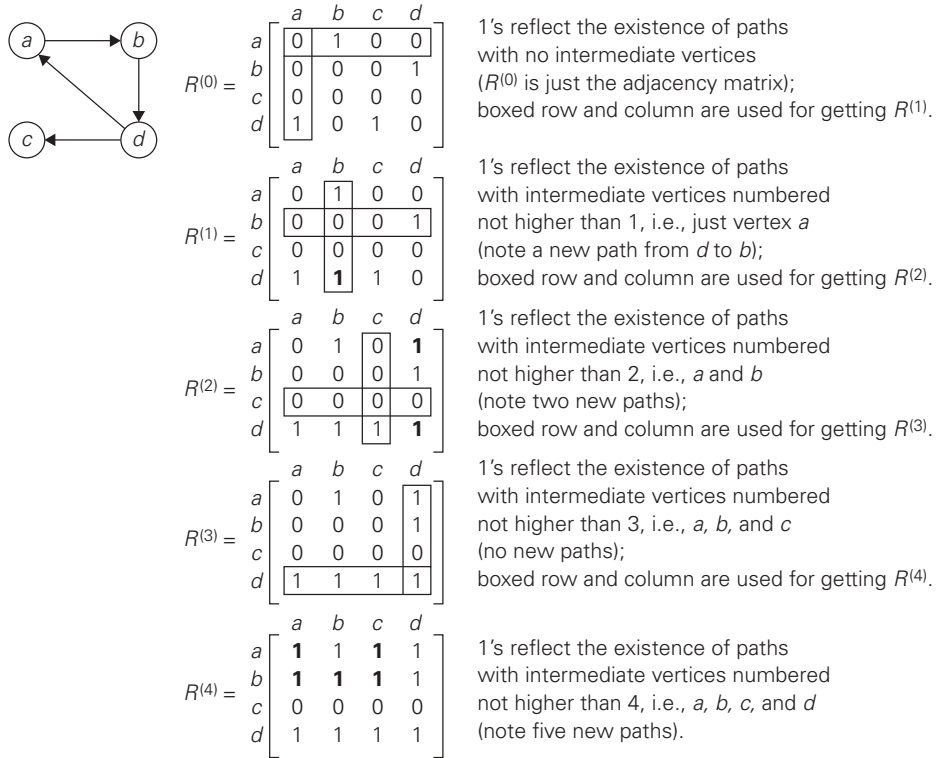 a b
c d
a b c d
a 0 1 0 0
b 0 0 0 1
R(0) =
c 0 0 0 0
d 1 0 1 0
1's reflect the existence of paths
with no intermediate vertices
(R(0) is just the adjacency matrix);
boxed row and column are used for getting R(1).
a b c d
a 0 1 0 0
b 0 0 0 1
R(1) =
c 0 0 0 0
d 1 1 1 0
1's reflect the existence of paths
with intermediate vertices numbered
not higher than 1, i.e., just vertex a
(note a new path from d to b);
boxed row and column are used for getting R(2).
a b c d
a 0 1 0 1
b 0 0 0 1
R(2) =
c 0 0 0 0
d 1 1 1 1
1's reflect the existence of paths
with intermediate vertices numbered
not higher than 2, i.e., a and b
(note two new paths);
boxed row and column are used for getting R(3).
a b c d
a 0 1 0 1
b 0 0 0 1
R(3) =
c 0 0 0 0
d 1 1 1 1
1's reflect the existence of paths
with intermediate vertices numbered
not higher than 3, i.e., a, b, and c
(no new paths);
boxed row and column are used for getting R(4).
a b c d
a 1 1 1 1
b 1 1 1 1
R(4) =
c 0 0 0 0
d 1 1 1 1
1's reflect the existence of paths
with intermediate vertices numbered
not higher than 4, i.e., a, b, c, and d
(note five new paths).